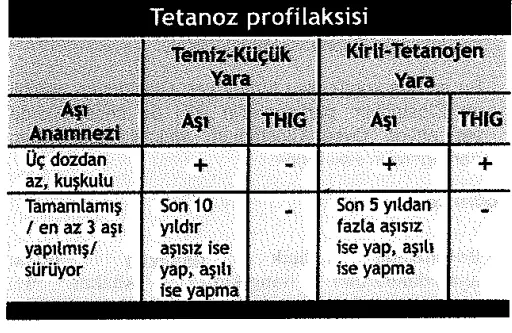 Tetanoz profilaksisi
Temiz-Küçük Yara
Kirli-Tetanojen Yara
Aşı Anamnezi
Aşı
THIG
Aşı
THIG
Üç dozdan az, kuşkulu
+
-
+
+
Tamamlamış / en az 3 aşı yapılmış/ sürüyor
Son 10 yıldır aşısız ise yap, aşılı ise yapma
-
Son 5 yıldan fazla aşısız ise yap, aşılı ise yapma
-